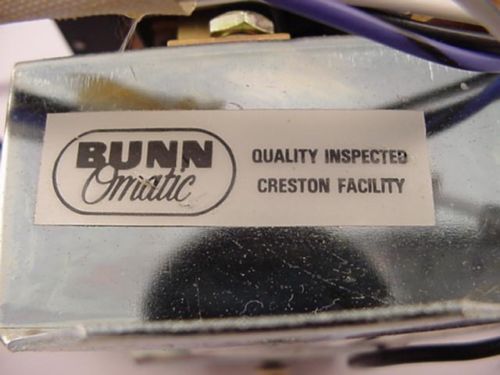 BUNN
Omatic
QUALITY INSPECTED
CRESTON FACILITY